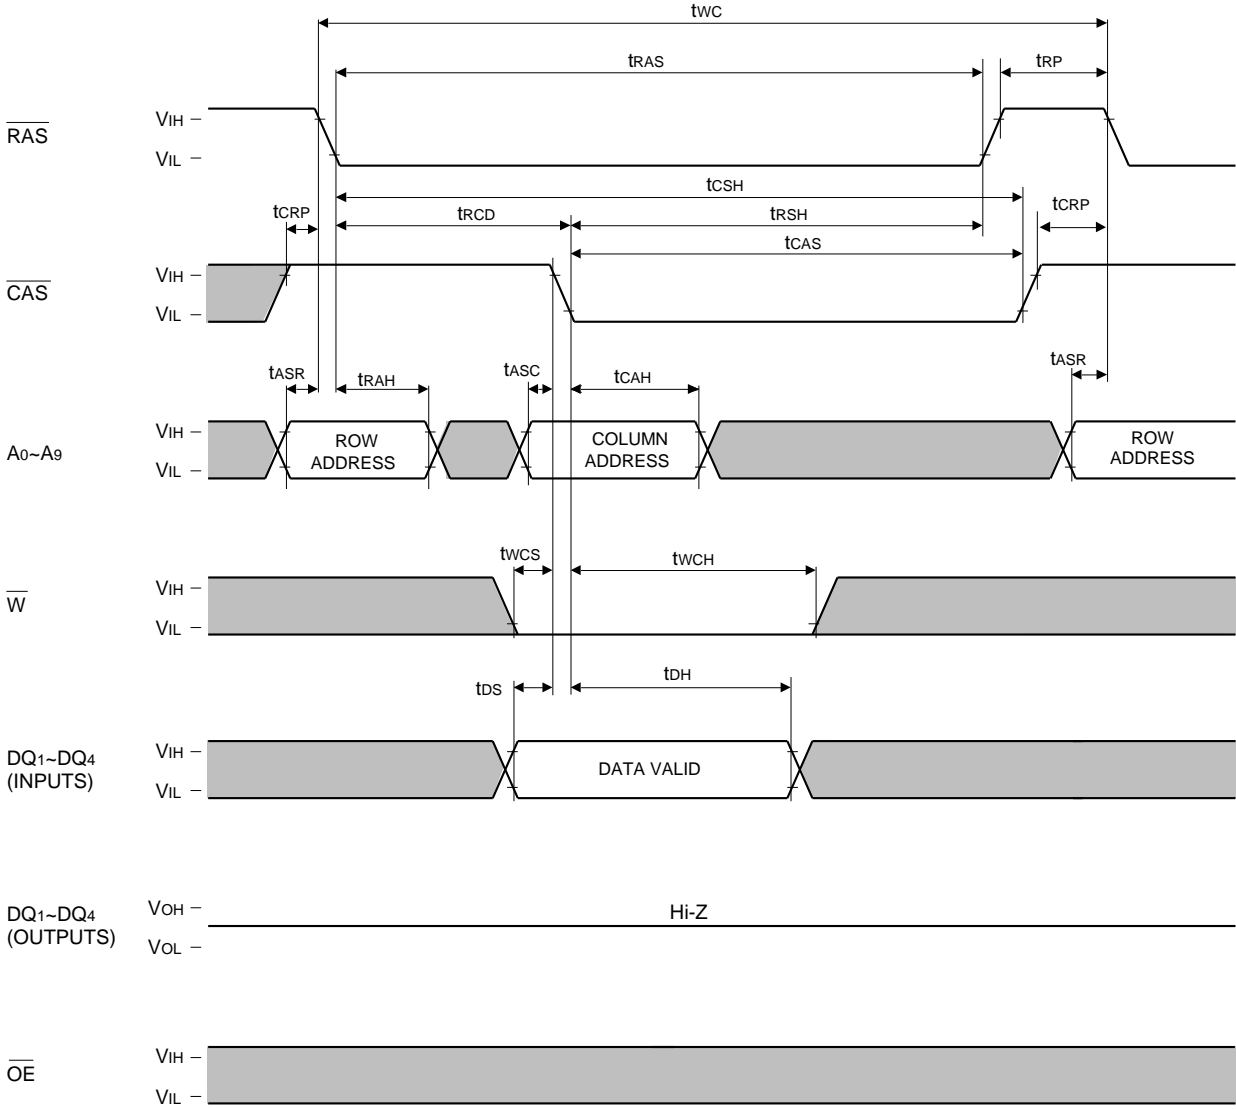 tWC
tRAS
tRP
RAS
VIH –
VIL –
tCSH
tCRP
tRCD
tRSH
tCRP
tCAS
CAS
VIH –
VIL –
tASR
tRAH
tASC
tCAH
tASR
A0~A9
VIH –
VIL –
ROW
ADDRESS
COLUMN
ADDRESS
ROW
ADDRESS
tWCS
tWCH
W
VIH –
VIL –
tDS
tDH
DQ1~DQ4
(INPUTS)
VIH –
VIL –
DATA VALID
DQ1~DQ4
(OUTPUTS)
VOH –
VOL –
Hi-Z
OE
VIH –
VIL –